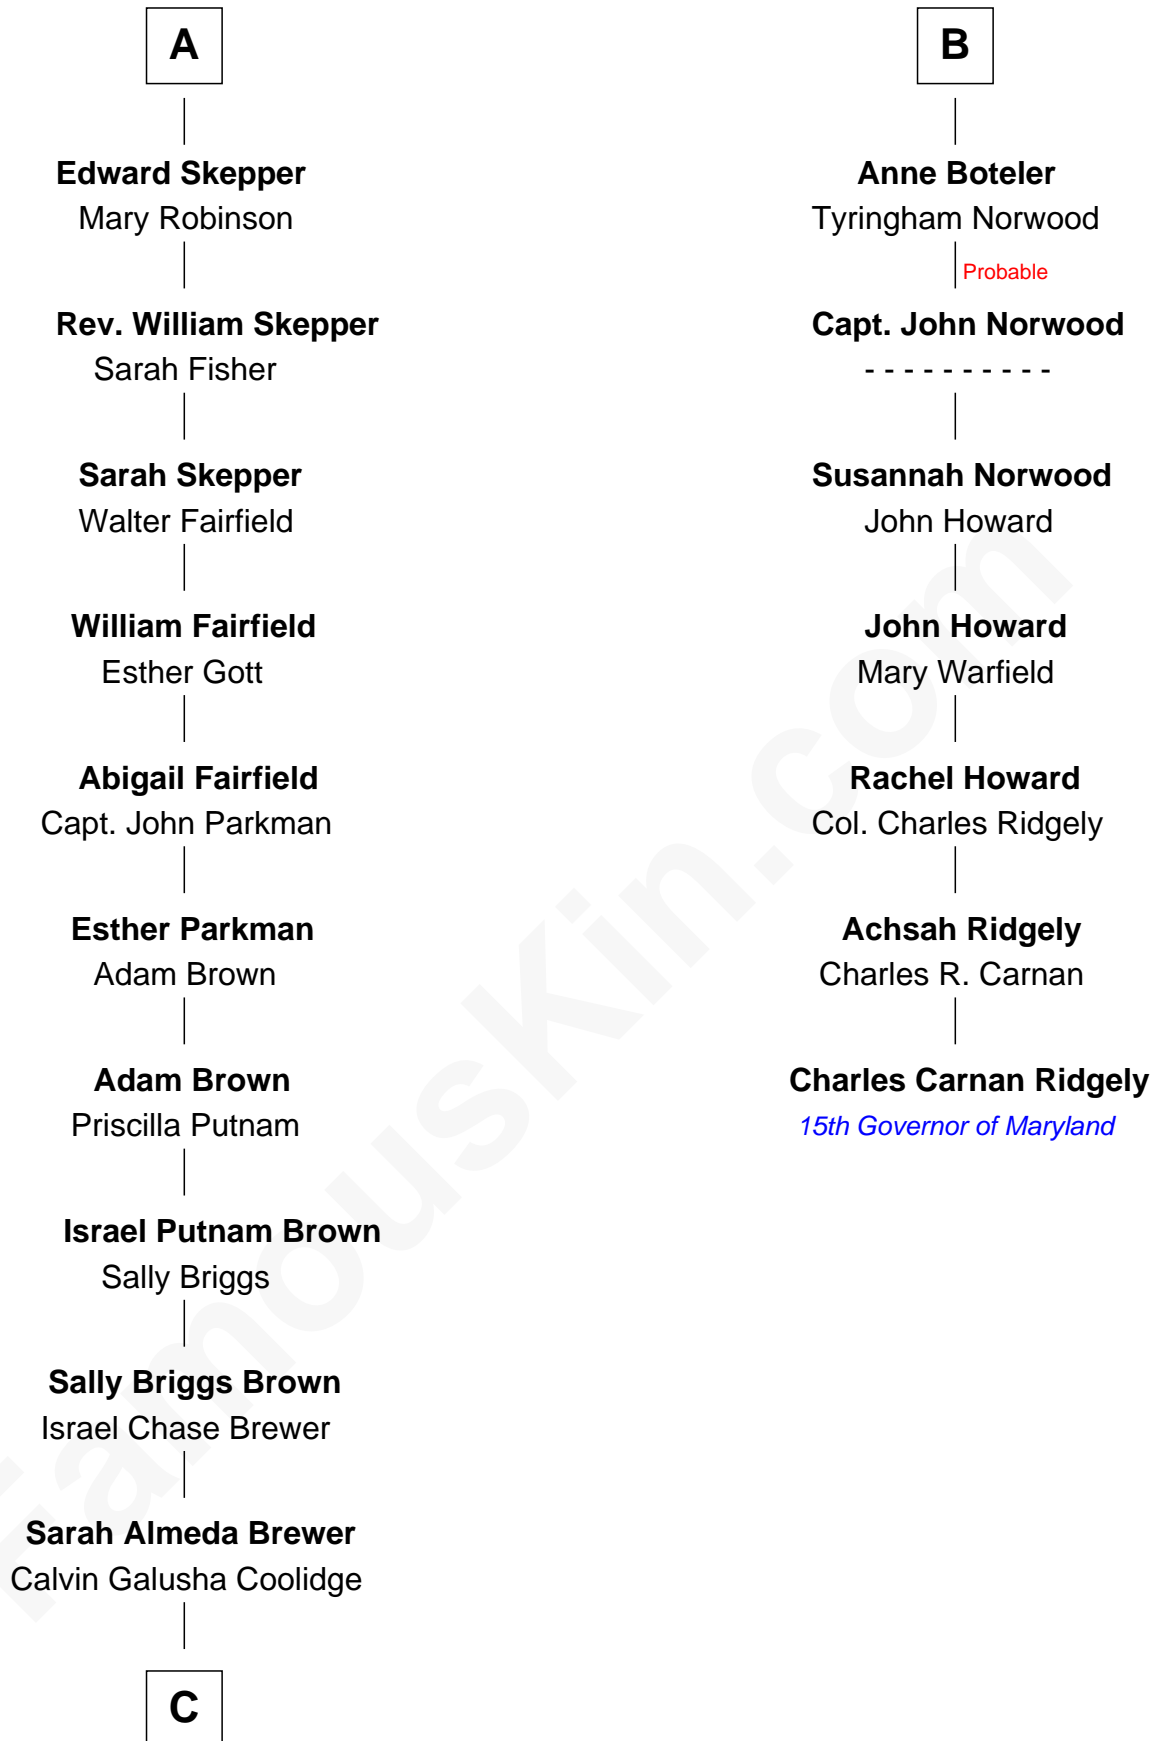 A
Edward Skepper
Mary Robinson
Rev. William Skepper
Sarah Fisher
Sarah Skepper
Walter Fairfield
William Fairfield
Esther Gott
Abigail Fairfield
Capt. John Parkman
Esther Parkman
Adam Brown
Adam Brown
Priscilla Putnam
Israel Putnam Brown
Sally Briggs
Sally Briggs Brown
Israel Chase Brewer
Sarah Almeda Brewer
Calvin Galusha Coolidge
C
B
Anne Boteler
Tyringham Norwood
Probable
Capt. John Norwood
- - - - - - - - - -
Susannah Norwood
John Howard
John Howard
Mary Warfield
Rachel Howard
Col. Charles Ridgely
Achsah Ridgely
Charles R. Carnan
Charles Carnan Ridgely
15th Governor of Maryland
FamousKin.com